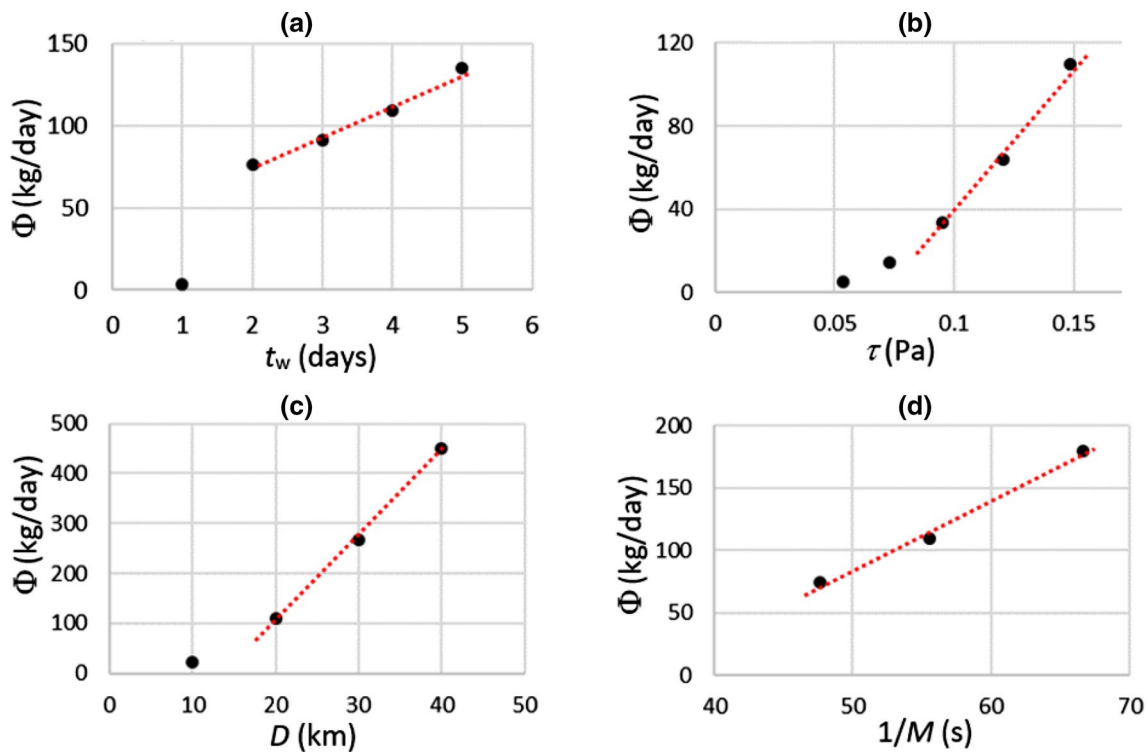 (a)
150
100
50
0
Φ (kg/day)
0 1 2 3 4 5 6
t_w (days)
(b)
120
80
40
0
Φ (kg/day)
0 0.05 0.1 0.15
τ (Pa)
(c)
500
400
300
200
100
0
Φ (kg/day)
0 10 20 30 40 50
D (km)
(d)
200
150
100
50
0
Φ (kg/day)
40 50 60 70
1/M (s)